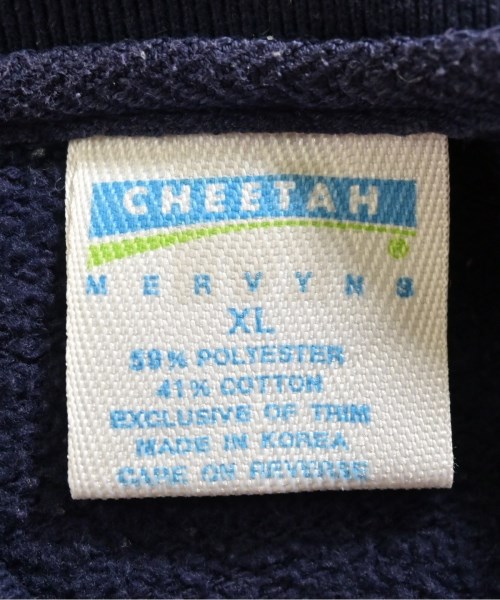 CHEETAH
®
MERVYNS
XL
59% POLYESTER
41% COTTON
EXCLUSIVE OF TRIM
MADE IN KOREA
CARE ON REVERSE